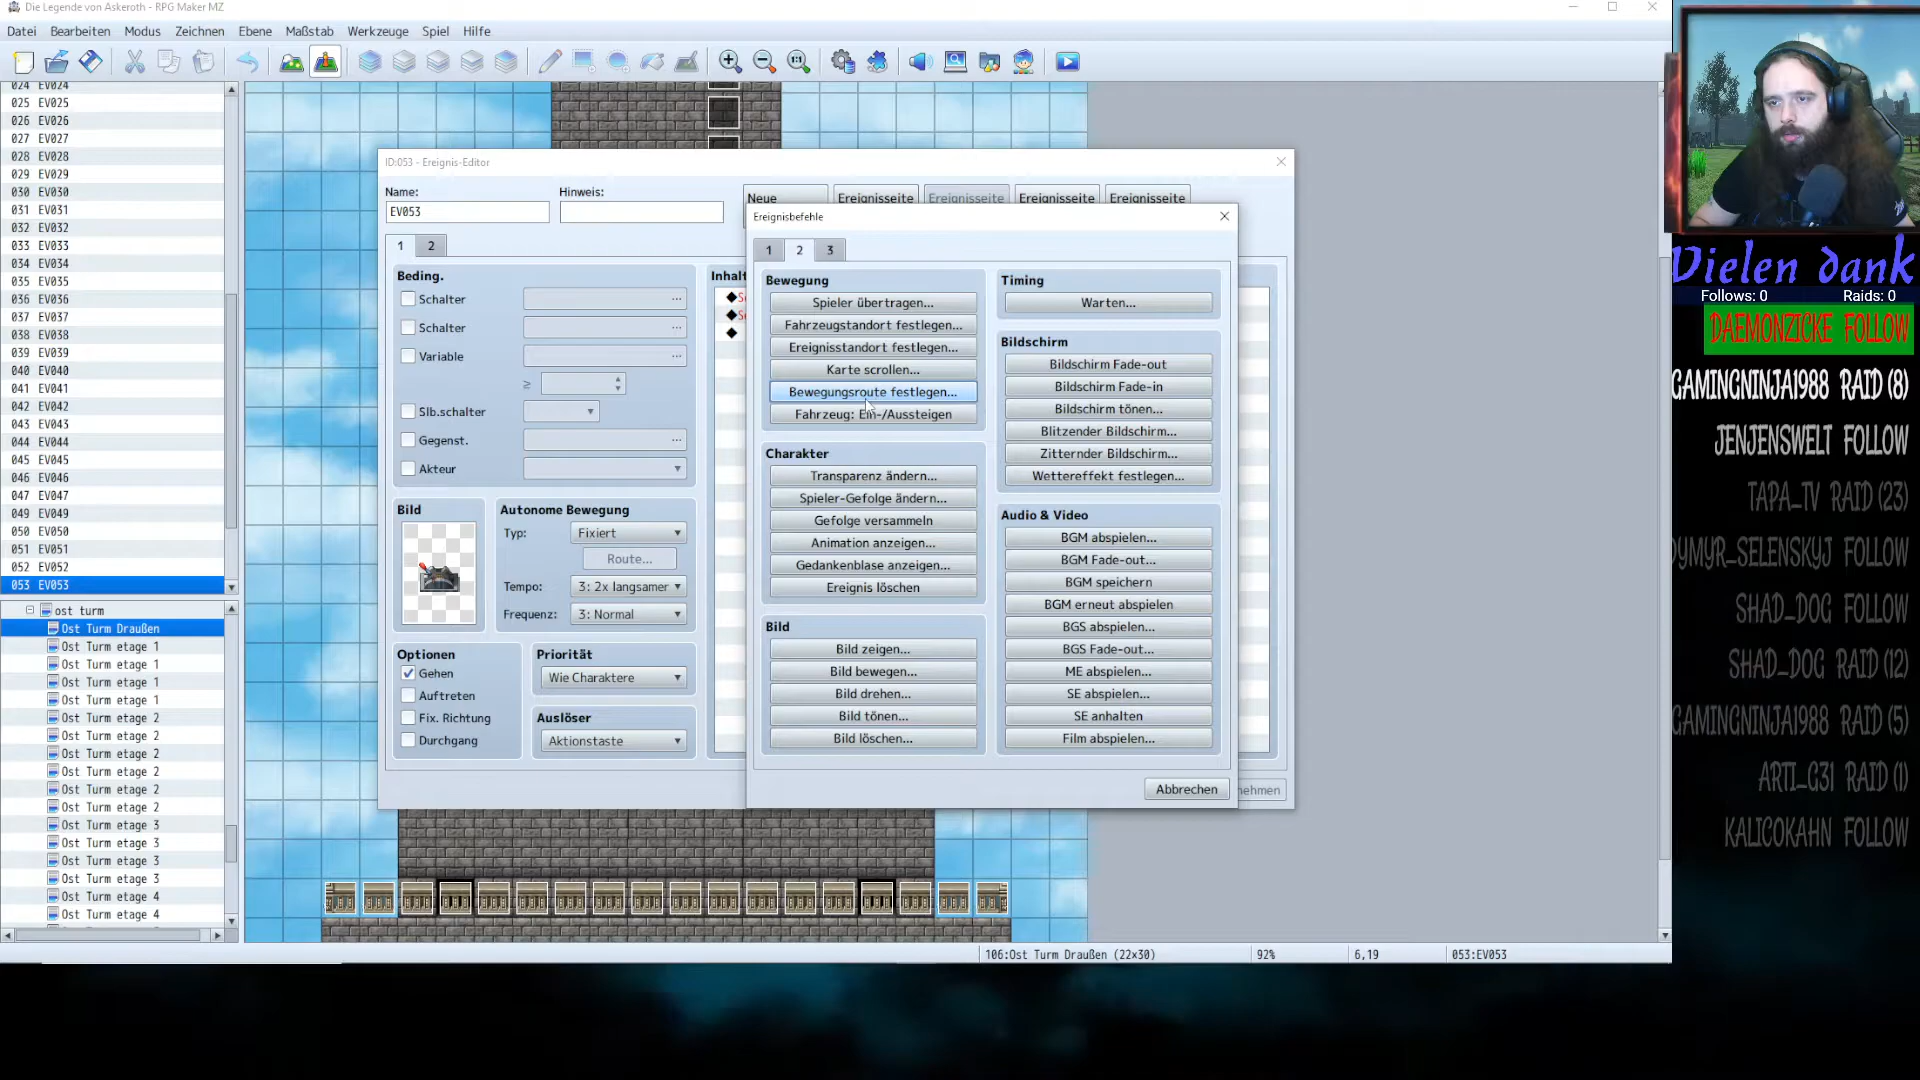 Die Legende von Askeroth - RPG Maker MZ
Datei Bearbeiten Modus Zeichnen Ebene Maßstab Werkzeuge Spiel Hilfe
024 EV024
025 EV025
026 EV026
027 EV027
028 EV028
029 EV029
030 EV030
031 EV031
032 EV032
033 EV033
034 EV034
035 EV035
036 EV036
037 EV037
038 EV038
039 EV039
040 EV040
041 EV041
042 EV042
043 EV043
044 EV044
045 EV045
046 EV046
047 EV047
049 EV049
050 EV050
051 EV051
052 EV052
053 EV053
ost turm
Ost Turm Draußen
Ost Turm etage 1
Ost Turm etage 1
Ost Turm etage 1
Ost Turm etage 1
Ost Turm etage 2
Ost Turm etage 2
Ost Turm etage 2
Ost Turm etage 2
Ost Turm etage 2
Ost Turm etage 2
Ost Turm etage 3
Ost Turm etage 3
Ost Turm etage 3
Ost Turm etage 3
Ost Turm etage 4
Ost Turm etage 4
ID:053 - Ereignis-Editor
Name:
Hinweis:
EV053
Neue
Ereignisseite
Ereignisseite
Ereignisseite
Ereignisseite
1 2
Beding.
Schalter
Schalter
Variable
≥
Slb.schalter
Gegenst.
Akteur
Bild
Autonome Bewegung
Typ: Fixiert
Route...
Tempo: 3: 2x langsamer
Frequenz: 3: Normal
Optionen
Gehen
Auftreten
Fix. Richtung
Durchgang
Priorität
Wie Charaktere
Auslöser
Aktionstaste
Inhalt
Ereignisbefehle
1 2 3
Bewegung
Spieler übertragen...
Fahrzeugstandort festlegen...
Ereignisstandort festlegen...
Karte scrollen...
Bewegungsroute festlegen...
Fahrzeug: Ein-/Aussteigen
Charakter
Transparenz ändern...
Spieler-Gefolge ändern...
Gefolge versammeln
Animation anzeigen...
Gedankenblase anzeigen...
Ereignis löschen
Bild
Bild zeigen...
Bild bewegen...
Bild drehen...
Bild tönen...
Bild löschen...
Timing
Warten...
Bildschirm
Bildschirm Fade-out
Bildschirm Fade-in
Bildschirm tönen...
Blitzender Bildschirm...
Zitternder Bildschirm...
Wettereffekt festlegen...
Audio & Video
BGM abspielen...
BGM Fade-out...
BGM speichern
BGM erneut abspielen
BGS abspielen...
BGS Fade-out...
ME abspielen...
SE abspielen...
SE anhalten
Film abspielen...
Abbrechen
nehmen
106:Ost Turm Draußen (22×30) 92% 6,19 053:EV053
Vielen dank
Follows: 0 Raids: 0
DAEMONZICKE FOLLOW
GAMINGNINJA1988 RAID (8)
JENJENSWELT FOLLOW
TAPA_TV RAID (23)
DYMYR_SELENSKYJ FOLLOW
SHAD_DOG FOLLOW
SHAD_DOG RAID (12)
GAMINGNINJA1988 RAID (5)
ARTI_G31 RAID (1)
KALICOKAHN FOLLOW